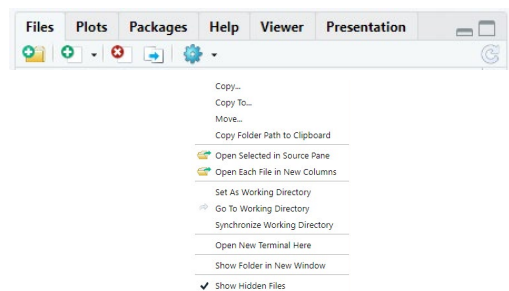 Files Plots Packages Help Viewer Presentation
Copy...
Copy To...
Move...
Copy Folder Path to Clipboard
Open Selected in Source Pane
Open Each File in New Columns
Set As Working Directory
Go To Working Directory
Synchronize Working Directory
Open New Terminal Here
Show Folder in New Window
Show Hidden Files